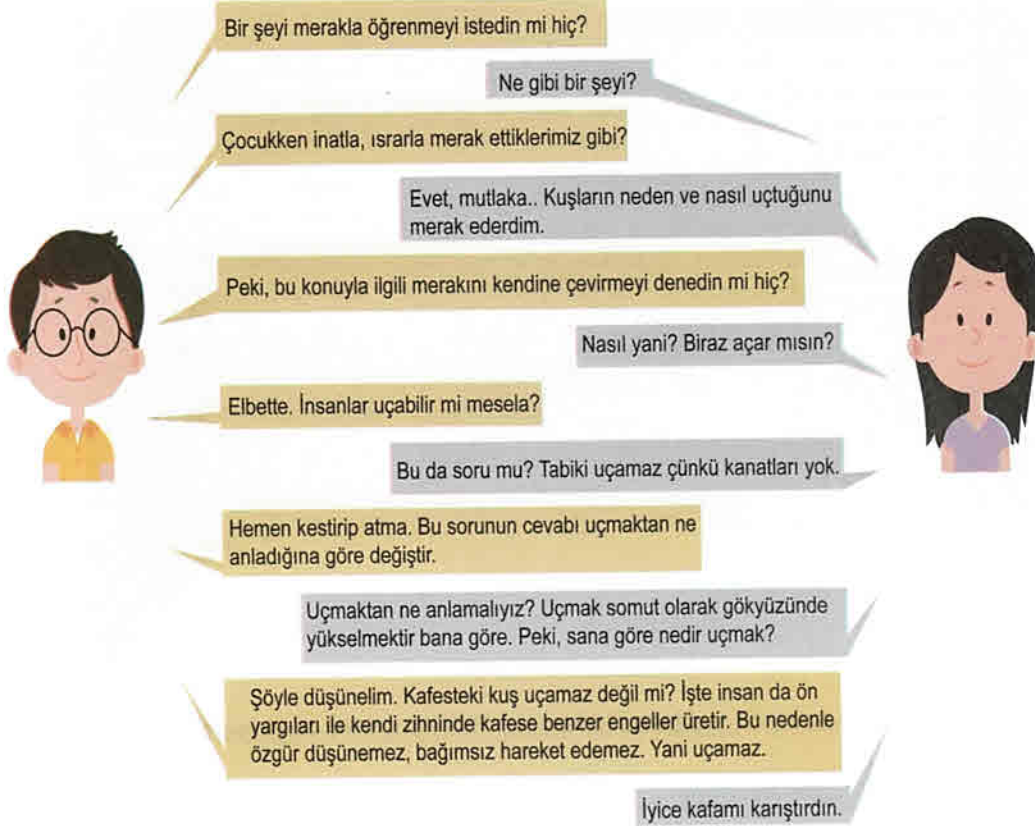 Bir şeyi merakla öğrenmeyi istedin mi hiç?
Ne gibi bir şeyi?
Çocukken inatla, ısrarla merak ettiklerimiz gibi?
Evet, mutlaka.. Kuşların neden ve nasıl uçtuğunu
merak ederdim.
Peki, bu konuyla ilgili merakını kendine çevirmeyi denedin mi hiç?
Nasıl yani? Biraz açar mısın?
Elbette. İnsanlar uçabilir mi mesela?
Bu da soru mu? Tabiki uçamaz çünkü kanatları yok.
Hemen kestirip atma. Bu sorunun cevabı uçmaktan ne
anladığına göre değiştir.
Uçmaktan ne anlamalıyız? Uçmak somut olarak gökyüzünde
yükselmektir bana göre. Peki, sana göre nedir uçmak?
Şöyle düşünelim. Kafesteki kuş uçamaz değil mi? İşte insan da ön
yargıları ile kendi zihninde kafese benzer engeller üretir. Bu nedenle
özgür düşünemez, bağımsız hareket edemez. Yani uçamaz.
İyice kafamı karıştırdın.